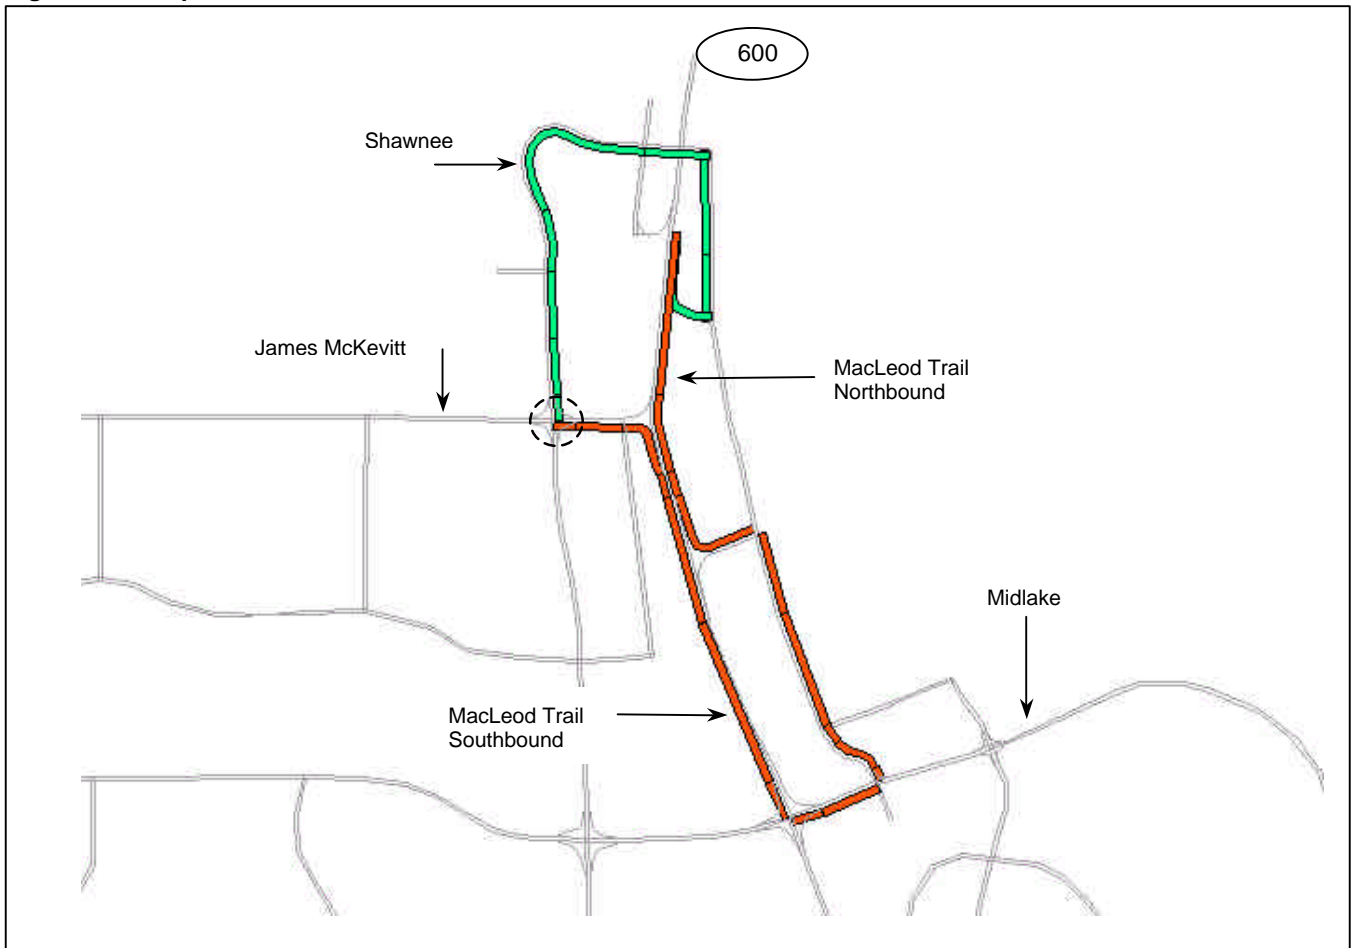 600
Shawnee
James McKevitt
MacLeod Trail
Northbound
Midlake
MacLeod Trail
Southbound